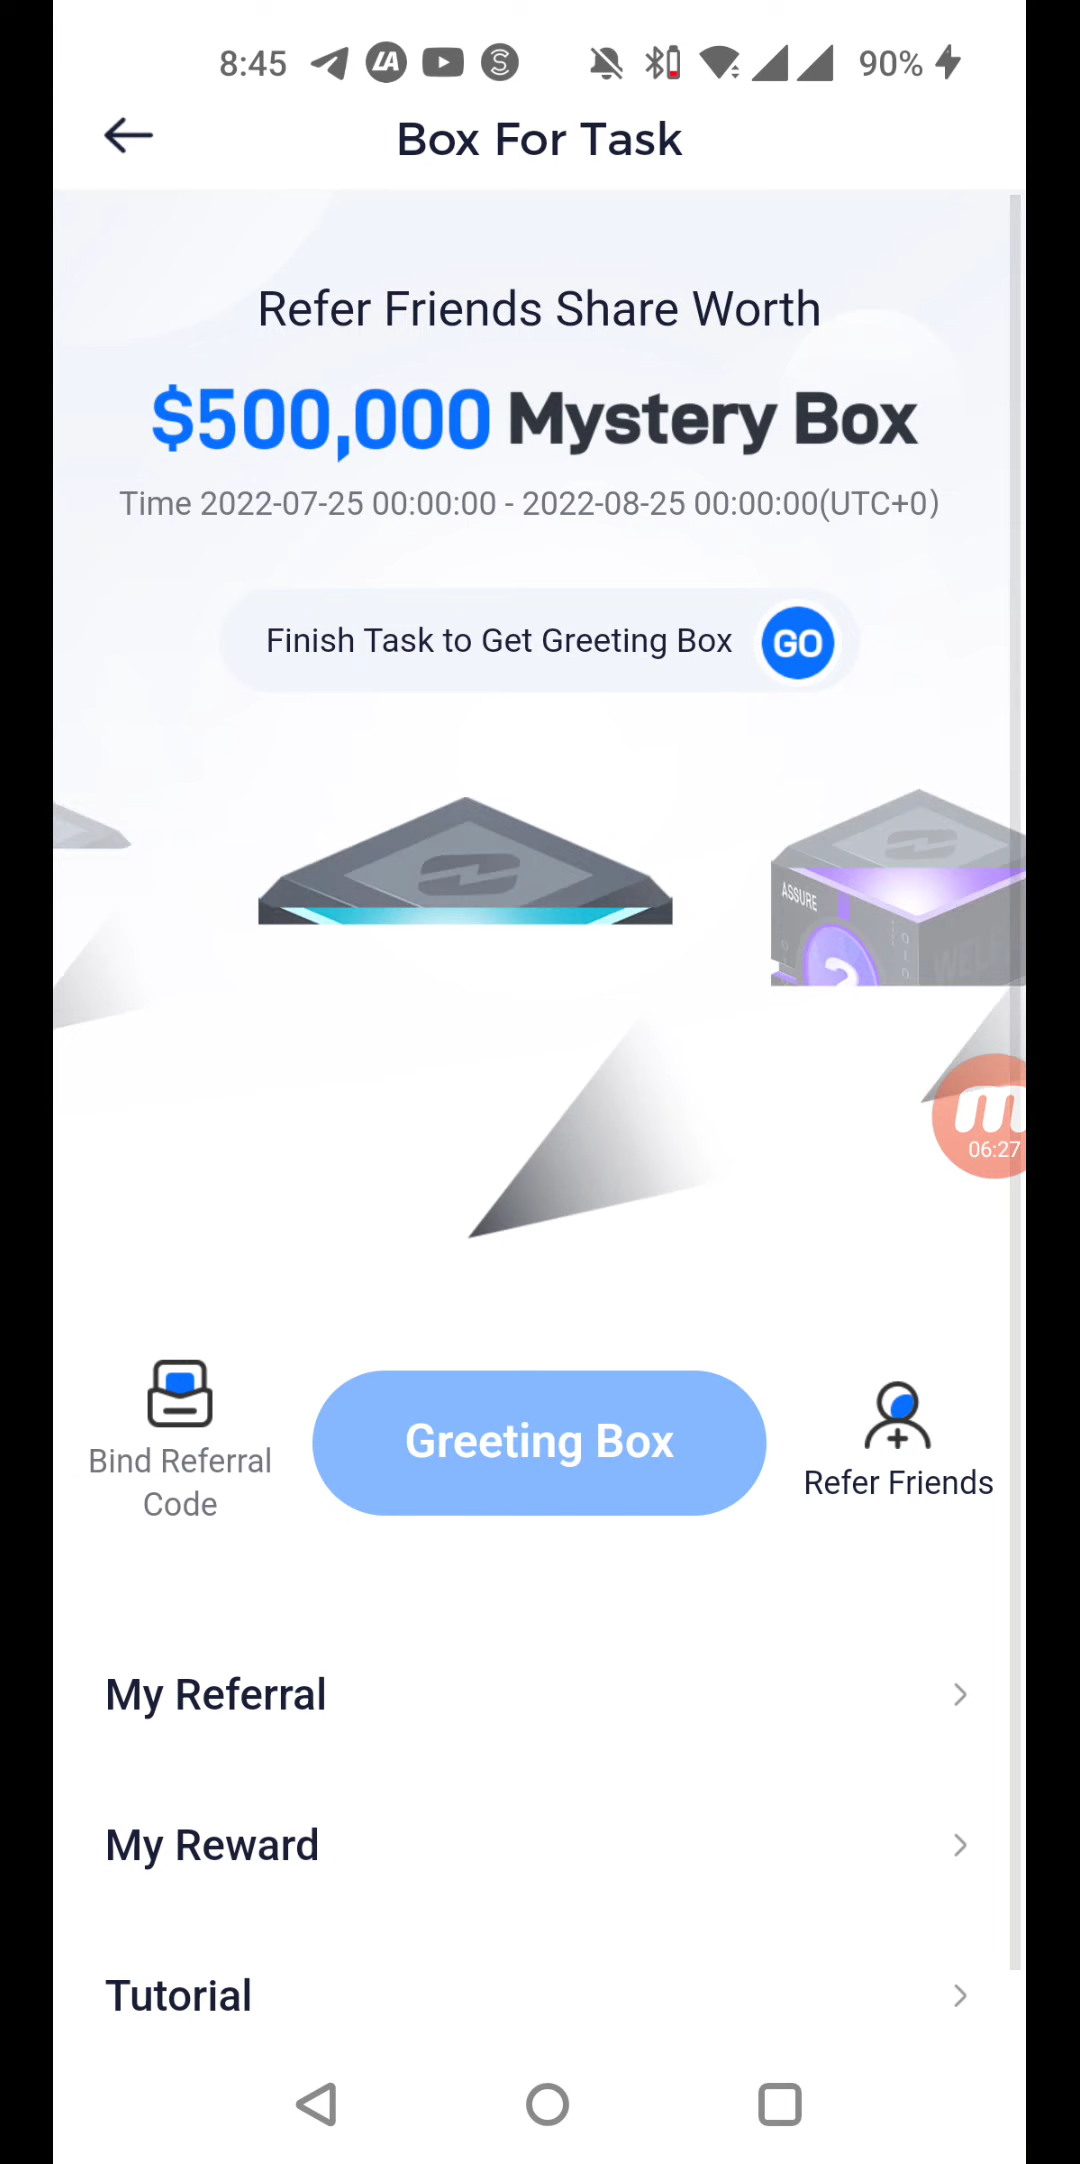 8:45
90%
Box For Task
Refer Friends Share Worth
$500,000 Mystery Box
Time 2022-07-25 00:00:00 - 2022-08-25 00:00:00(UTC+0)
Finish Task to Get Greeting Box GO
ASSURE
06:27
Bind Referral
Code
Greeting Box
Refer Friends
My Referral
My Reward
Tutorial